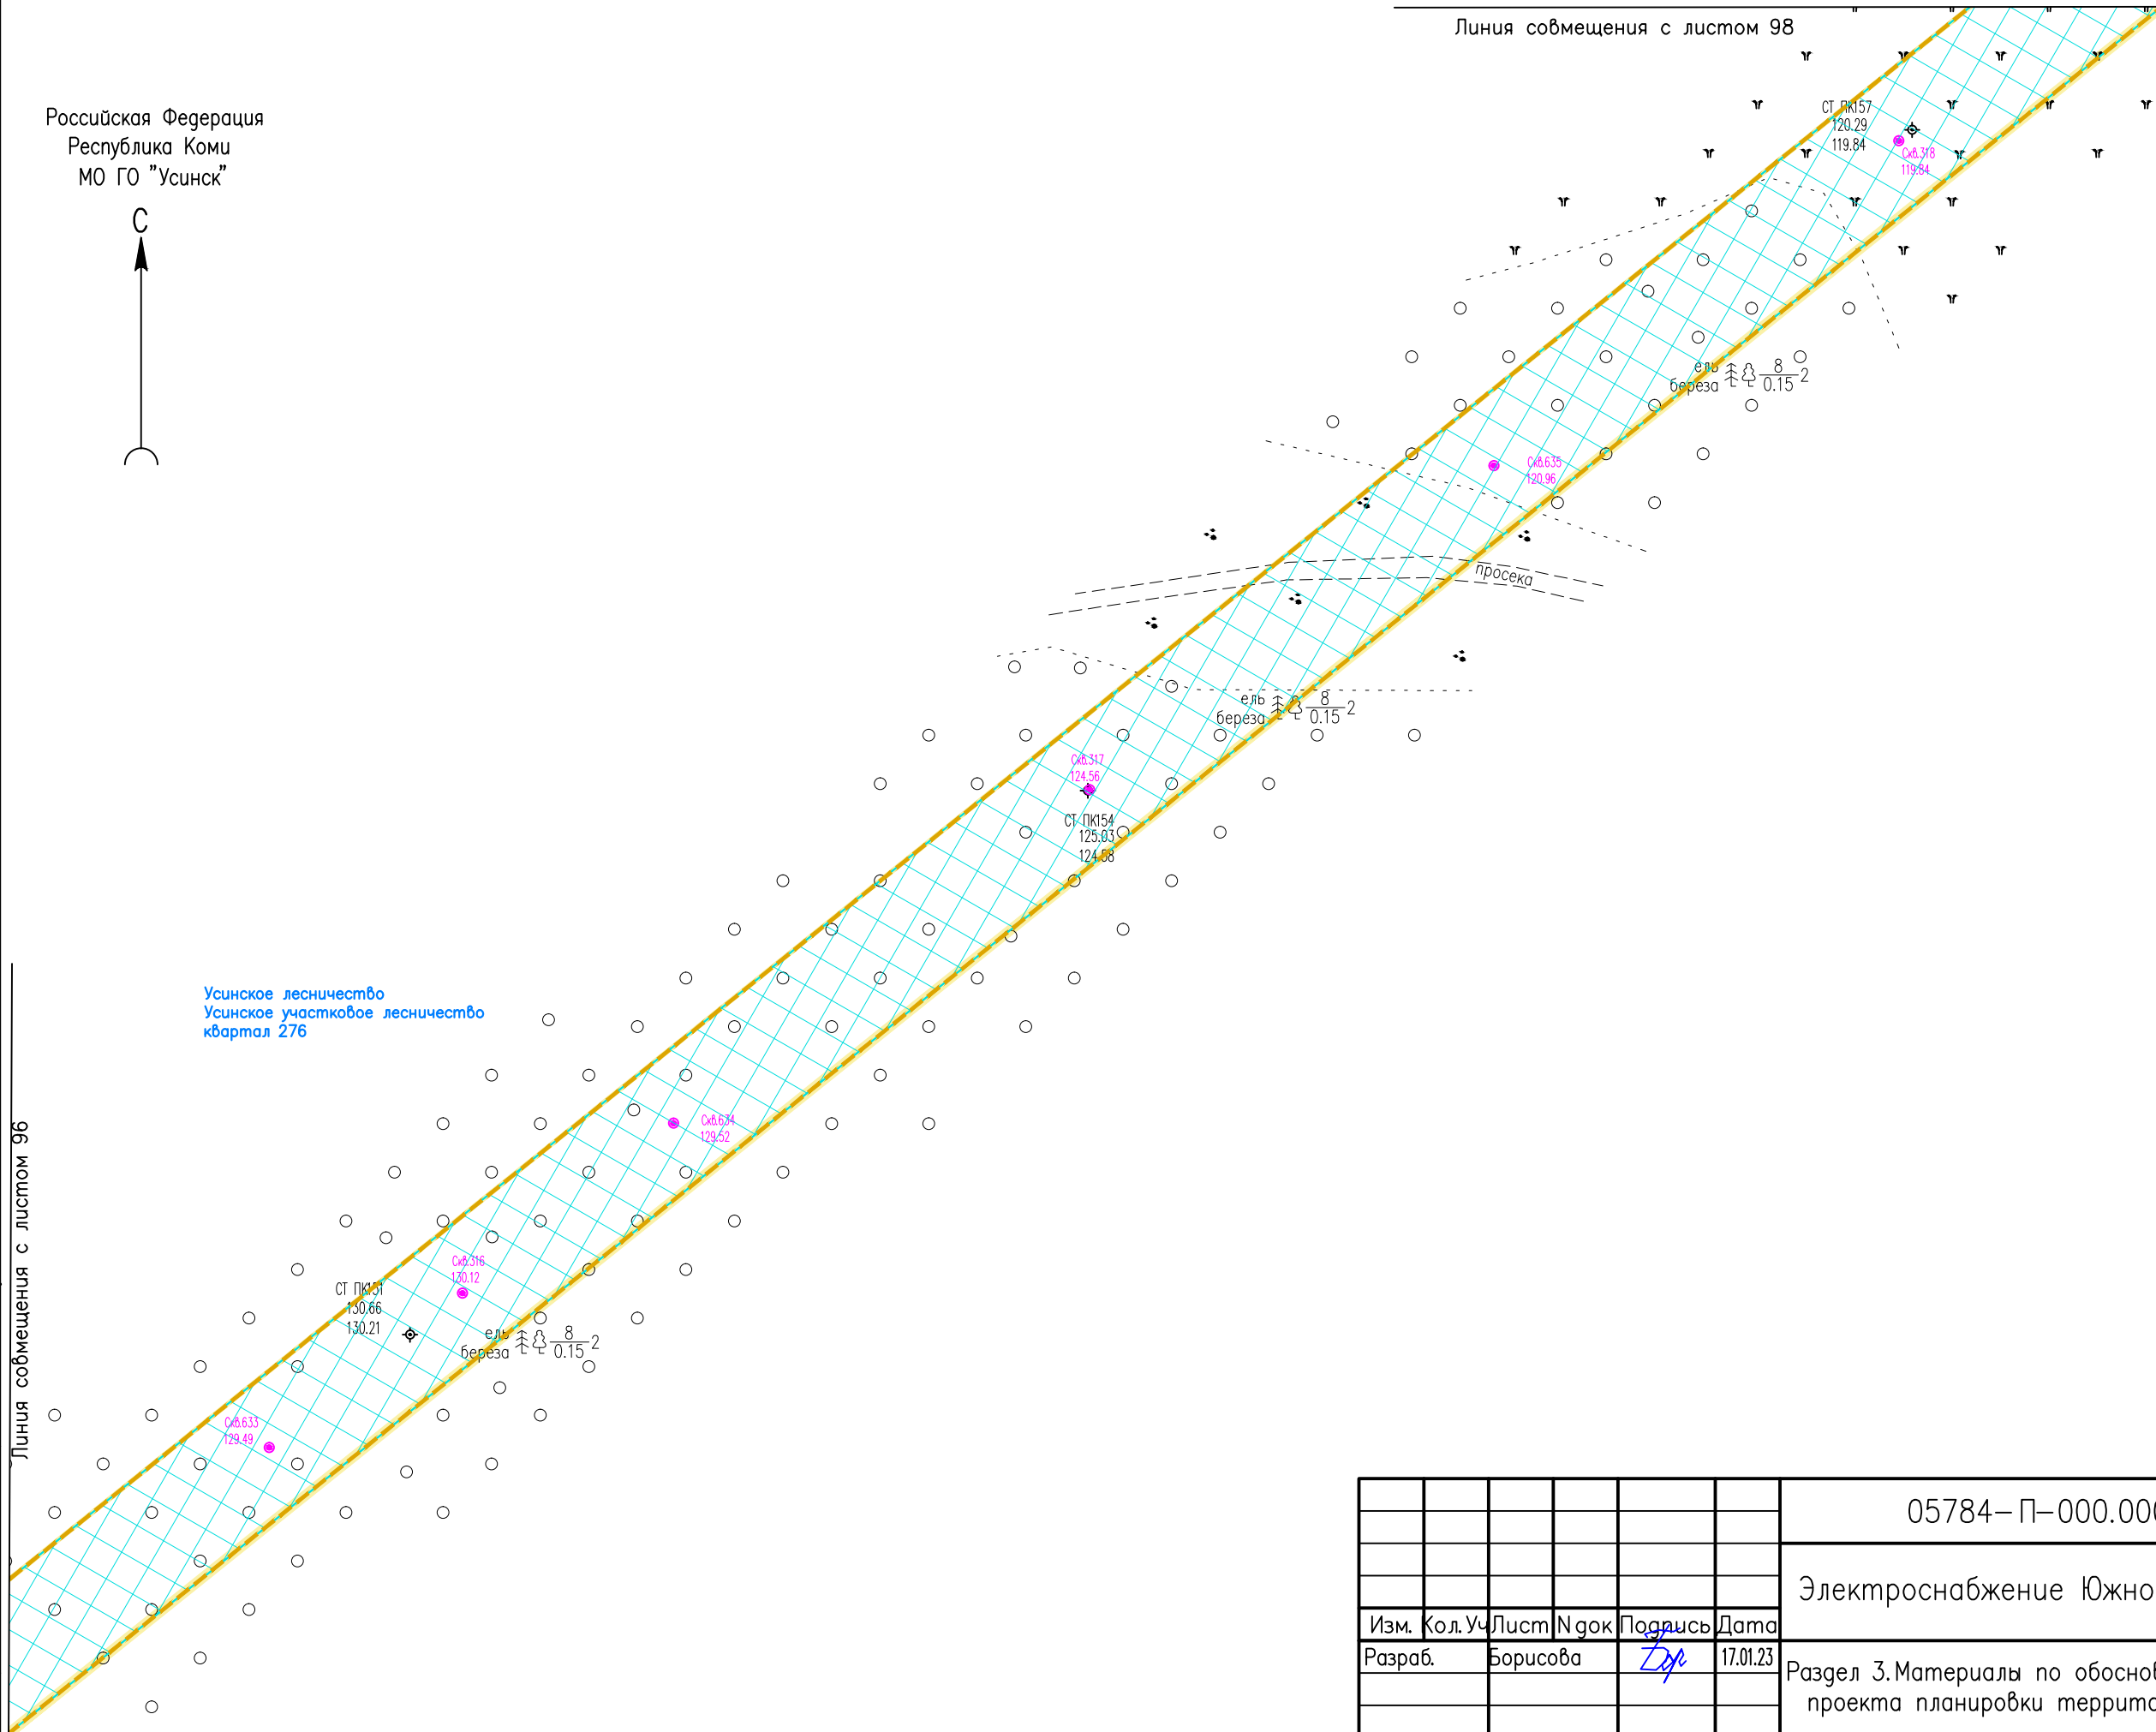 Линия совмещения с листом 98
Российская Федерация
Республика Коми
МО ГО "Усинск"
С
СТ ПК157
120.29
119.84
Скв.318
119.84
ель
береза
8
0.15
2
Скв.635
120.96
просека
ель
береза
8
0.15
2
Скв.317
124.56
СТ ПК154
125.03
124.58
Усинское лесничество
Усинское участковое лесничество
квартал 276
Линия совмещения с листом 96
Скв.634
129.52
Скв.316
130.12
СТ ПК151
130.66
130.21
ель
береза
8
0.15
2
Скв.633
129.49
05784-П-000.000
Электроснабжение Южно
Изм. Кол.Уч Лист N док Подпись Дата
Разраб. Борисова 17.01.23
Раздел 3.Материалы по обоснов
проекта планировки террито